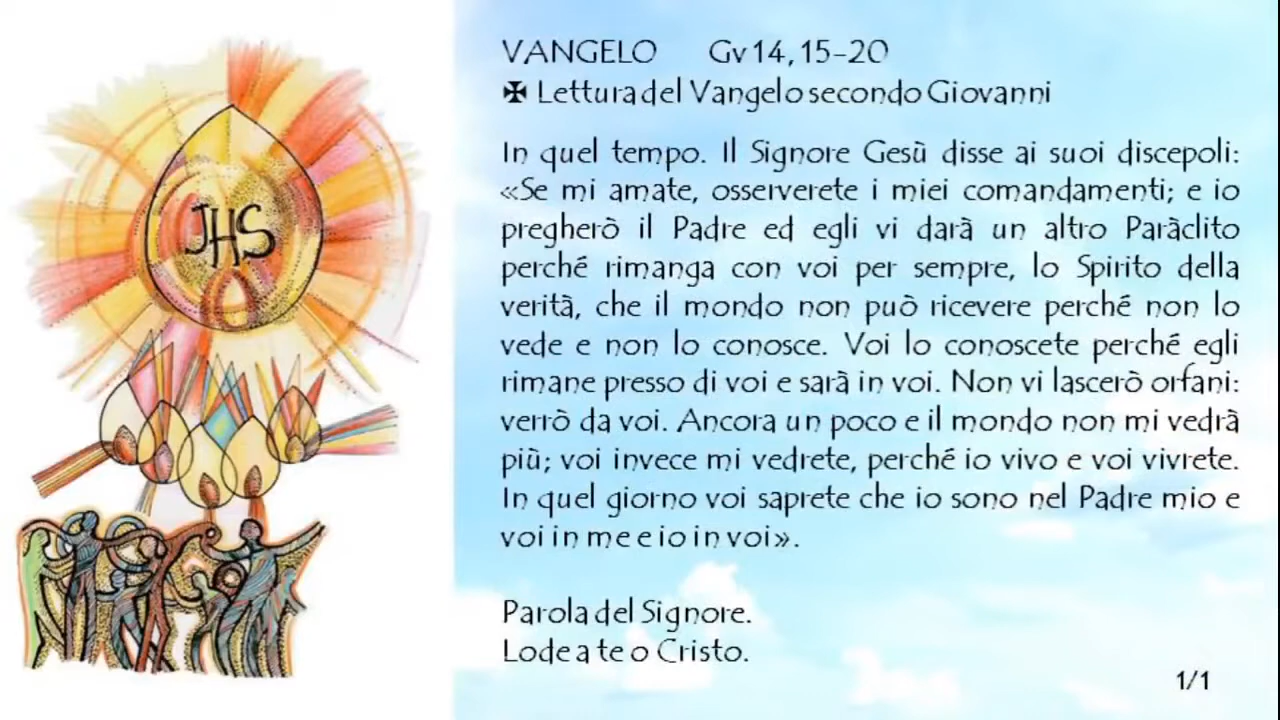 JHS
VANGELO Gv 14, 15-20
✠ Lettura del Vangelo secondo Giovanni
In quel tempo. Il Signore Gesù disse ai suoi discepoli:
«Se mi amate, osserverete i miei comandamenti; e io
pregherò il Padre ed egli vi darà un altro Paràclito
perché rimanga con voi per sempre, lo Spirito della
verità, che il mondo non può ricevere perché non lo
vede e non lo conosce. Voi lo conoscete perché egli
rimane presso di voi e sarà in voi. Non vi lascerò orfani:
verrò da voi. Ancora un poco e il mondo non mi vedrà
più; voi invece mi vedrete, perché io vivo e voi vivrete.
In quel giorno voi saprete che io sono nel Padre mio e
voi in me e io in voi».
Parola del Signore.
Lode a te o Cristo.
1/1